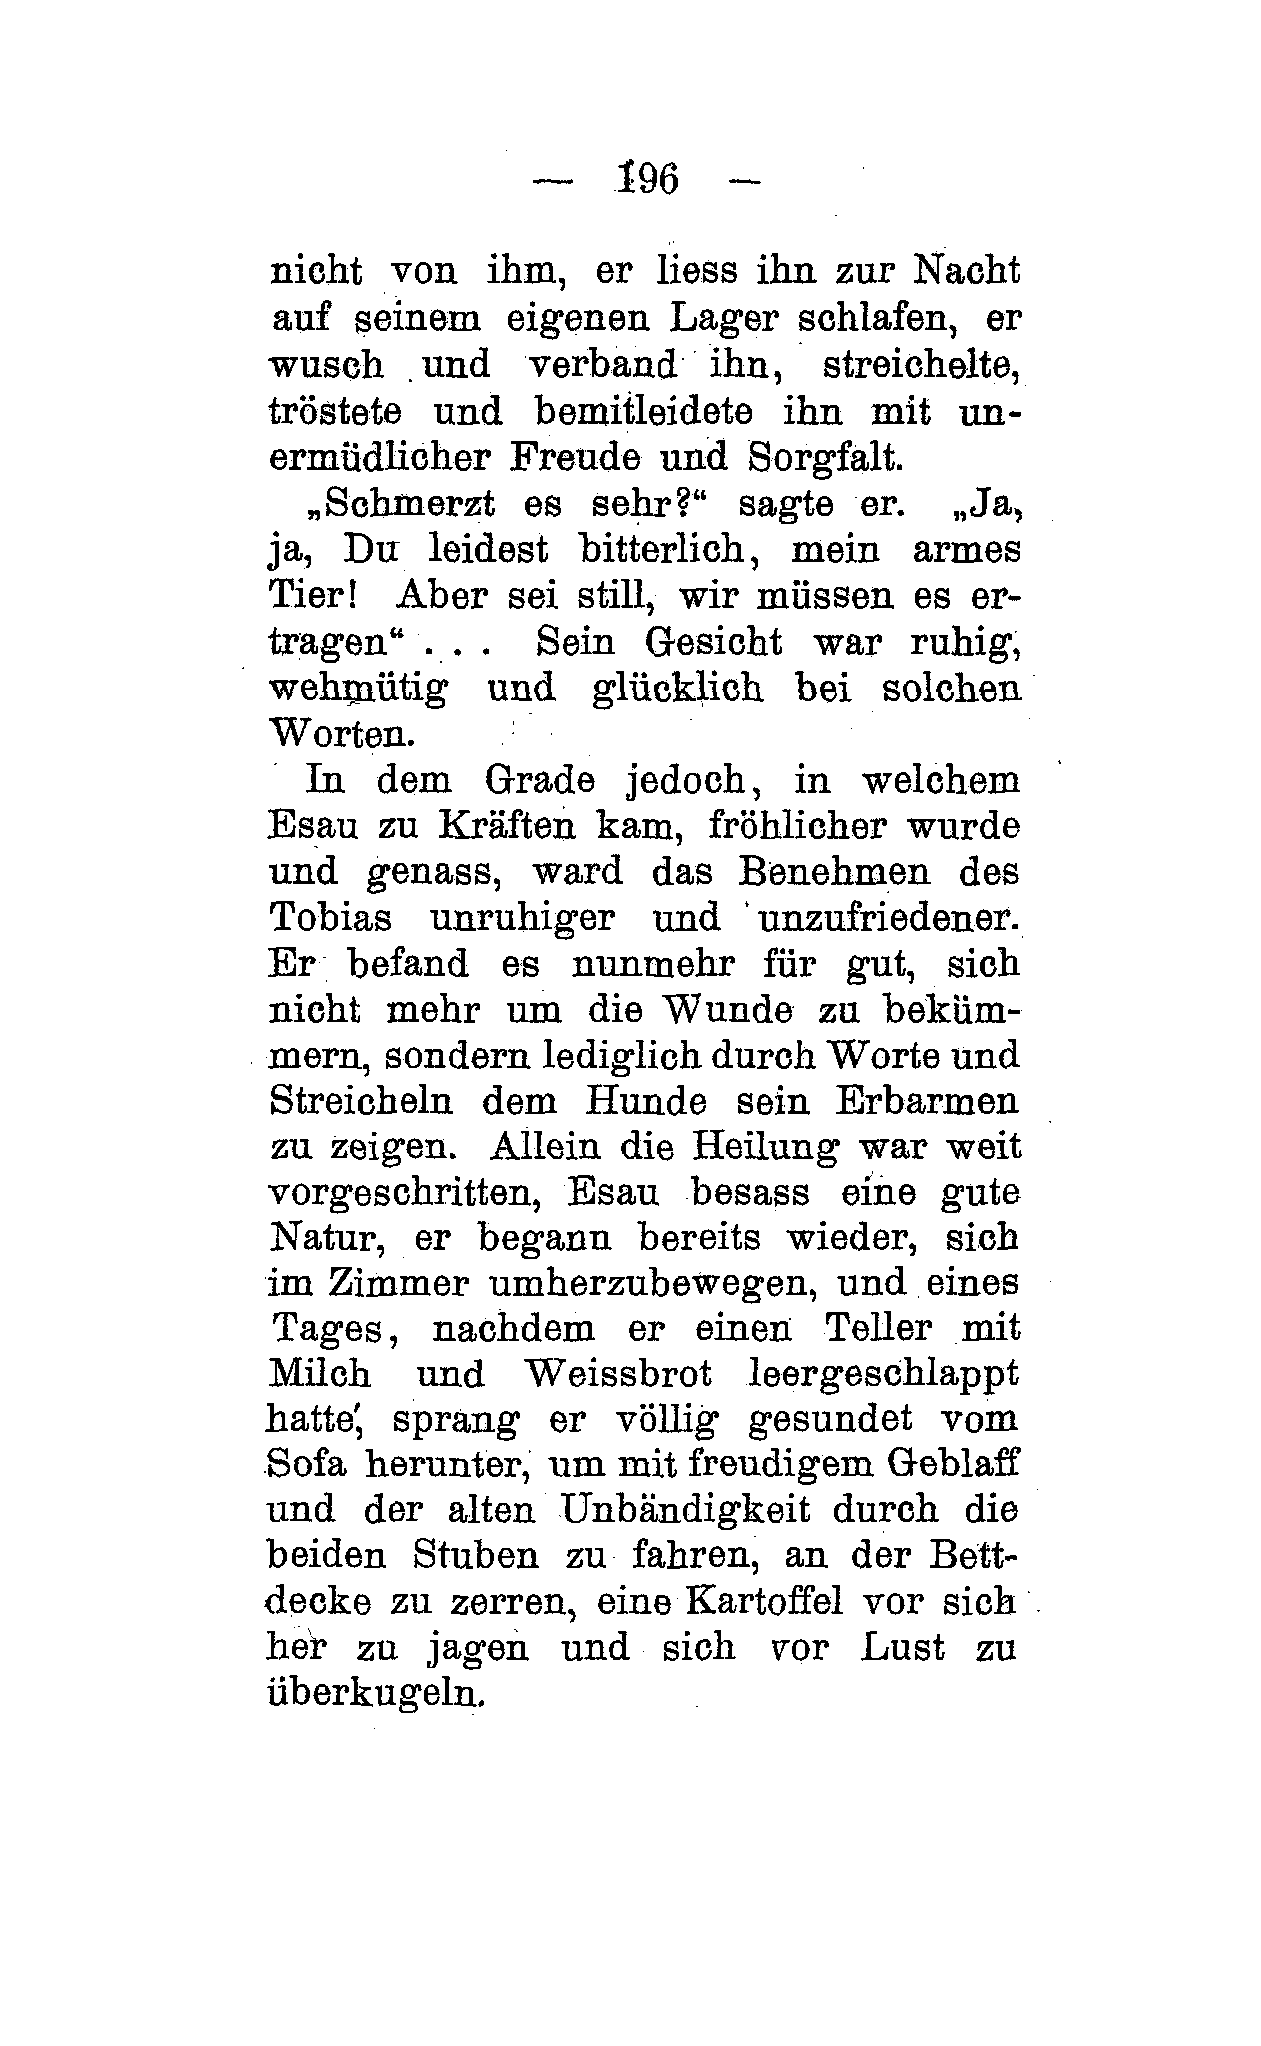 — 196 —
nicht von ihm, er liess ihn zur Nacht
auf seinem eigenen Lager schlafen, er
wusch und verband ihn, streichelte,
tröstete und bemitleidete ihn mit un-
ermüdlicher Freude und Sorgfalt.
„Schmerzt es sehr?“ sagte er. „Ja,
ja, Du leidest bitterlich, mein armes
Tier! Aber sei still, wir müssen es er-
tragen“ . . . Sein Gesicht war ruhig,
wehmütig und glücklich bei solchen
Worten.
In dem Grade jedoch, in welchem
Esau zu Kräften kam, fröhlicher wurde
und genass, ward das Benehmen des
Tobias unruhiger und unzufriedener.
Er befand es nunmehr für gut, sich
nicht mehr um die Wunde zu beküm-
mern, sondern lediglich durch Worte und
Streicheln dem Hunde sein Erbarmen
zu zeigen. Allein die Heilung war weit
vorgeschritten, Esau besass eine gute
Natur, er begann bereits wieder, sich
im Zimmer umherzubewegen, und eines
Tages, nachdem er einen Teller mit
Milch und Weissbrot leergeschlappt
hatte, sprang er völlig gesundet vom
Sofa herunter, um mit freudigem Geblaff
und der alten Unbändigkeit durch die
beiden Stuben zu fahren, an der Bett-
decke zu zerren, eine Kartoffel vor sich
her zu jagen und sich vor Lust zu
überkugeln.